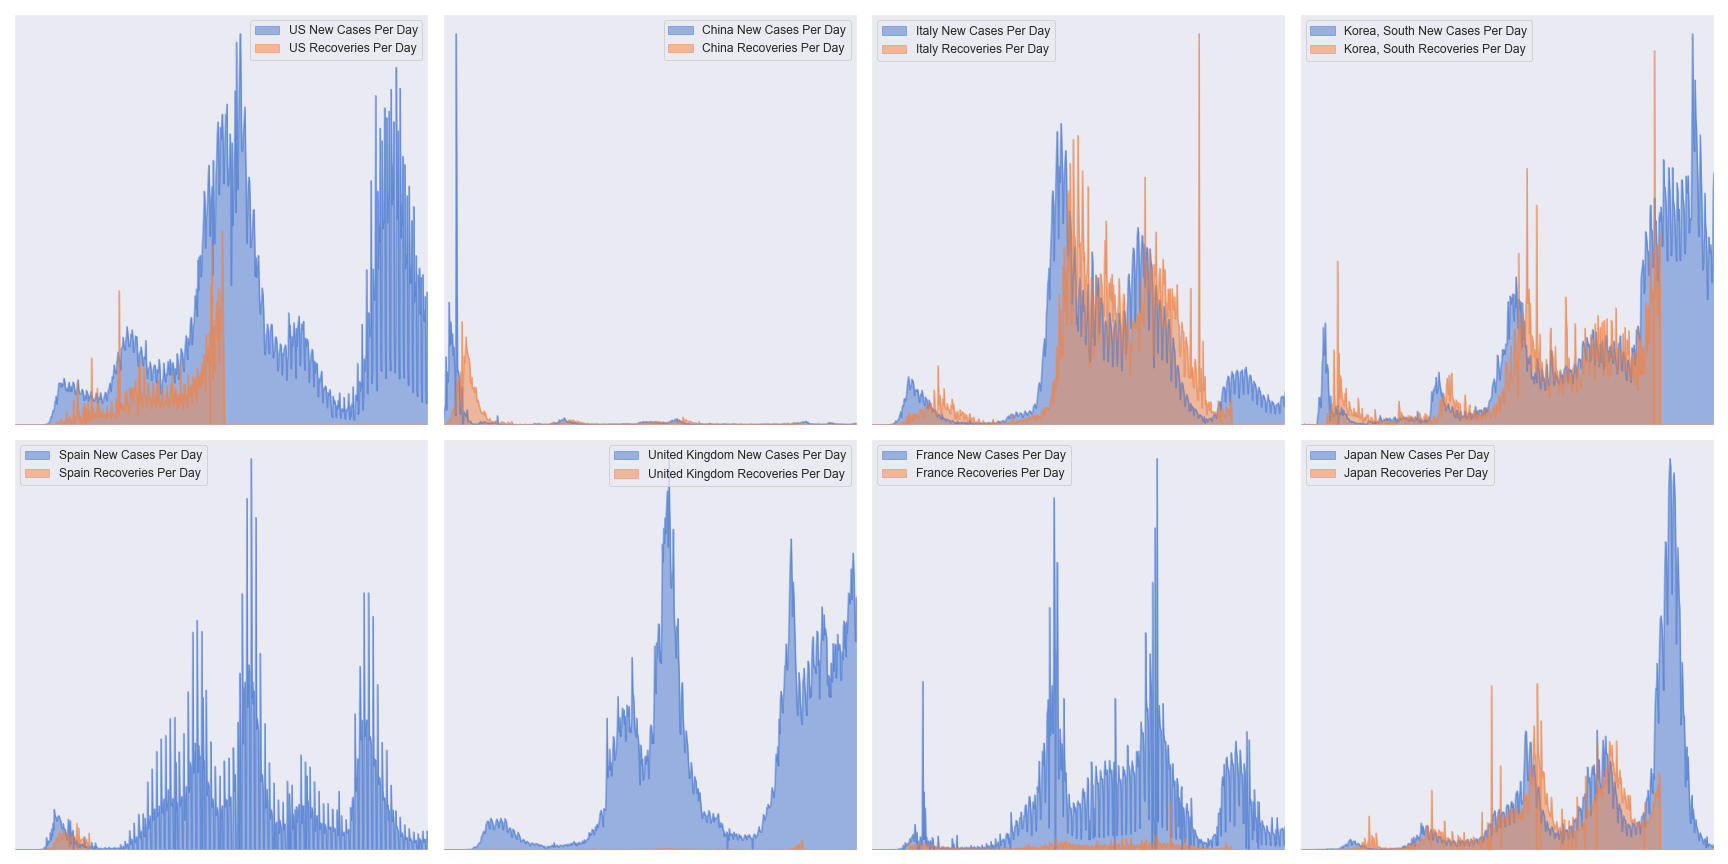 US New Cases Per Day
US Recoveries Per Day
China New Cases Per Day
China Recoveries Per Day
Italy New Cases Per Day
Italy Recoveries Per Day
Korea, South New Cases Per Day
Korea, South Recoveries Per Day
Spain New Cases Per Day
Spain Recoveries Per Day
United Kingdom New Cases Per Day
United Kingdom Recoveries Per Day
France New Cases Per Day
France Recoveries Per Day
Japan New Cases Per Day
Japan Recoveries Per Day